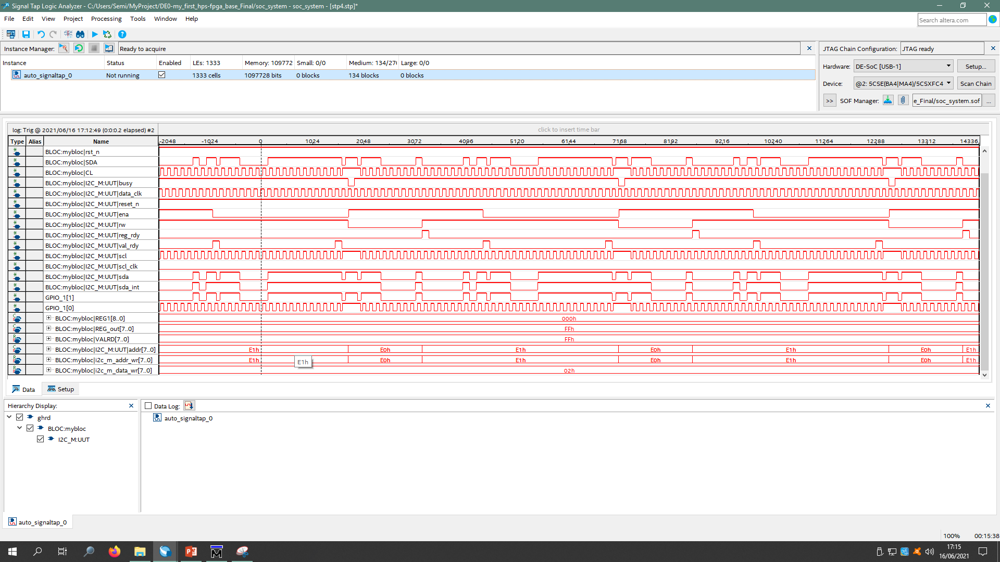 Signal Tap Logic Analyzer - C:/Users/Semi/MyProject/DE0-my_first_hps-fpga_base_Final/soc_system - soc_system - [stp4.stp]*
File Edit View Project Processing Tools Window Help
Search altera.com
Instance Manager: Ready to acquire
JTAG Chain Configuration: JTAG ready
Instance Status Enabled LEs: 1333 Memory: 109772 Small: 0/0 Medium: 134/27( Large: 0/0
auto_signaltap_0 Not running 1333 cells 1097728 bits 0 blocks 134 blocks 0 blocks
Hardware: DE-SoC [USB-1] Setup...
Device: @2: 5CSE(BA4|MA4)/5CSXFC4 Scan Chain
>> SOF Manager: e_Final/soc_system.sof ...
log: Trig @ 2021/06/16 17:12:49 (0:0:0.2 elapsed) #2
click to insert time bar
Type Alias Name
-2048 -1024 0 1024 2048 3072 4096 5120 6144 7168 8192 9216 10240 11264 12288 13312 14336
BLOC:mybloc|rst_n
BLOC:mybloc|SDA
BLOC:mybloc|CL
BLOC:mybloc|I2C_M:UUT|busy
BLOC:mybloc|I2C_M:UUT|data_clk
BLOC:mybloc|I2C_M:UUT|reset_n
BLOC:mybloc|I2C_M:UUT|ena
BLOC:mybloc|I2C_M:UUT|rw
BLOC:mybloc|I2C_M:UUT|reg_rdy
BLOC:mybloc|I2C_M:UUT|val_rdy
BLOC:mybloc|I2C_M:UUT|scl
BLOC:mybloc|I2C_M:UUT|scl_clk
BLOC:mybloc|I2C_M:UUT|sda
BLOC:mybloc|I2C_M:UUT|sda_int
GPIO_1[1]
GPIO_1[0]
BLOC:mybloc|REG1[8..0] 000h
BLOC:mybloc|REG_out[7..0] FFh
BLOC:mybloc|VALRD[7..0] FFh
BLOC:mybloc|I2C_M:UUT|addr[7..0] E1h E0h E1h E0h E1h E0h E1h
BLOC:mybloc|i2c_m_addr_wr[7..0] E1h E0h E1h E0h E1h E0h E1h
E1h
BLOC:mybloc|i2c_m_data_wr[7..0] 02h
Data Setup
Hierarchy Display:
Data Log:
ghrd
BLOC:mybloc
I2C_M:UUT
auto_signaltap_0
auto_signaltap_0
100% 00:15:38
17:15
16/06/2021